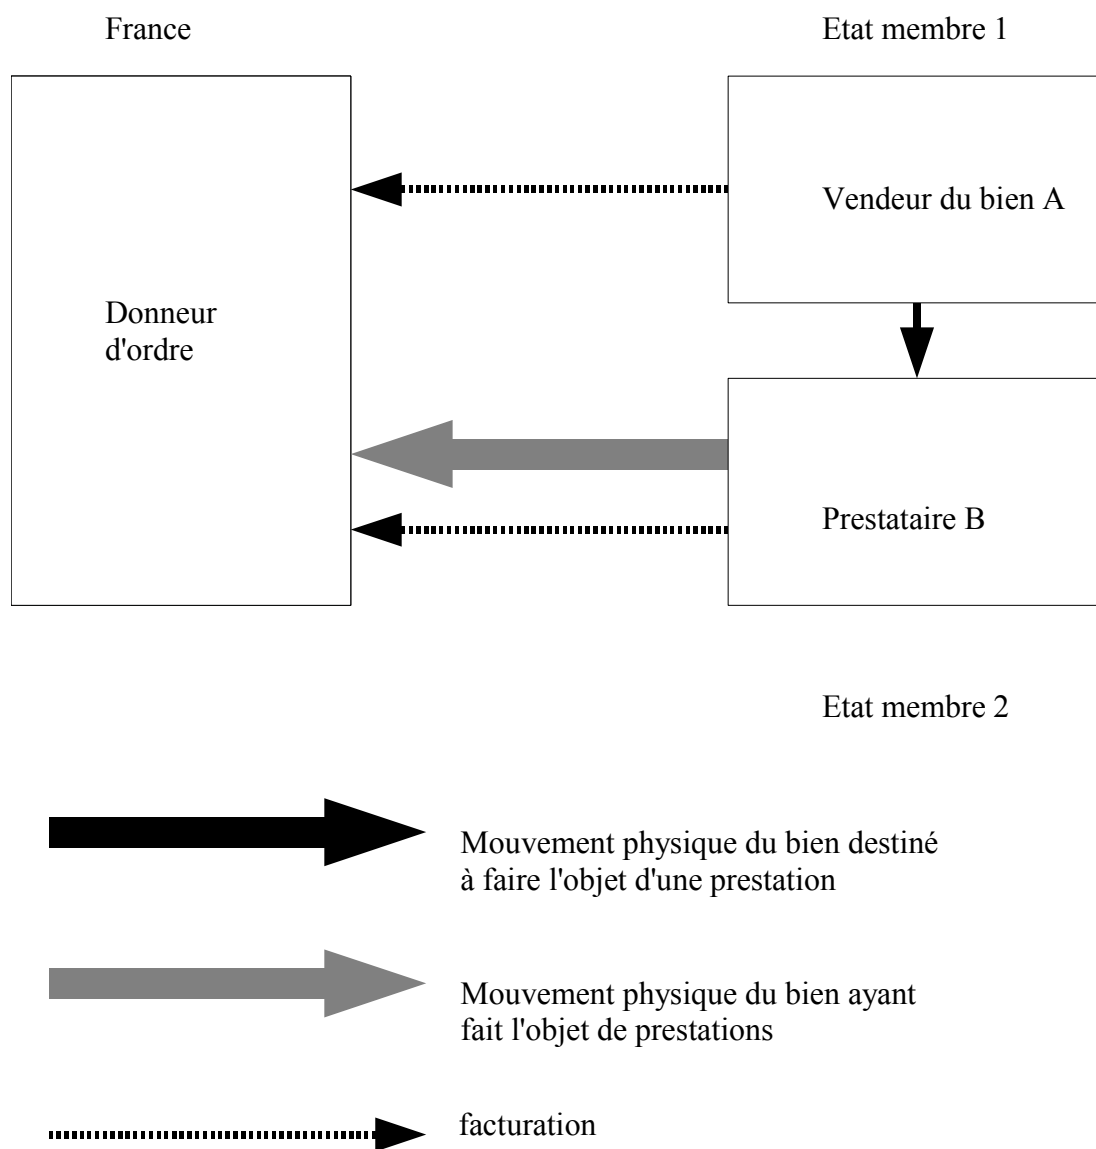 France
Etat membre 1
Vendeur du bien A
Donneur
d'ordre
Prestataire B
Etat membre 2
Mouvement physique du bien destiné
à faire l'objet d'une prestation
Mouvement physique du bien ayant
fait l'objet de prestations
facturation